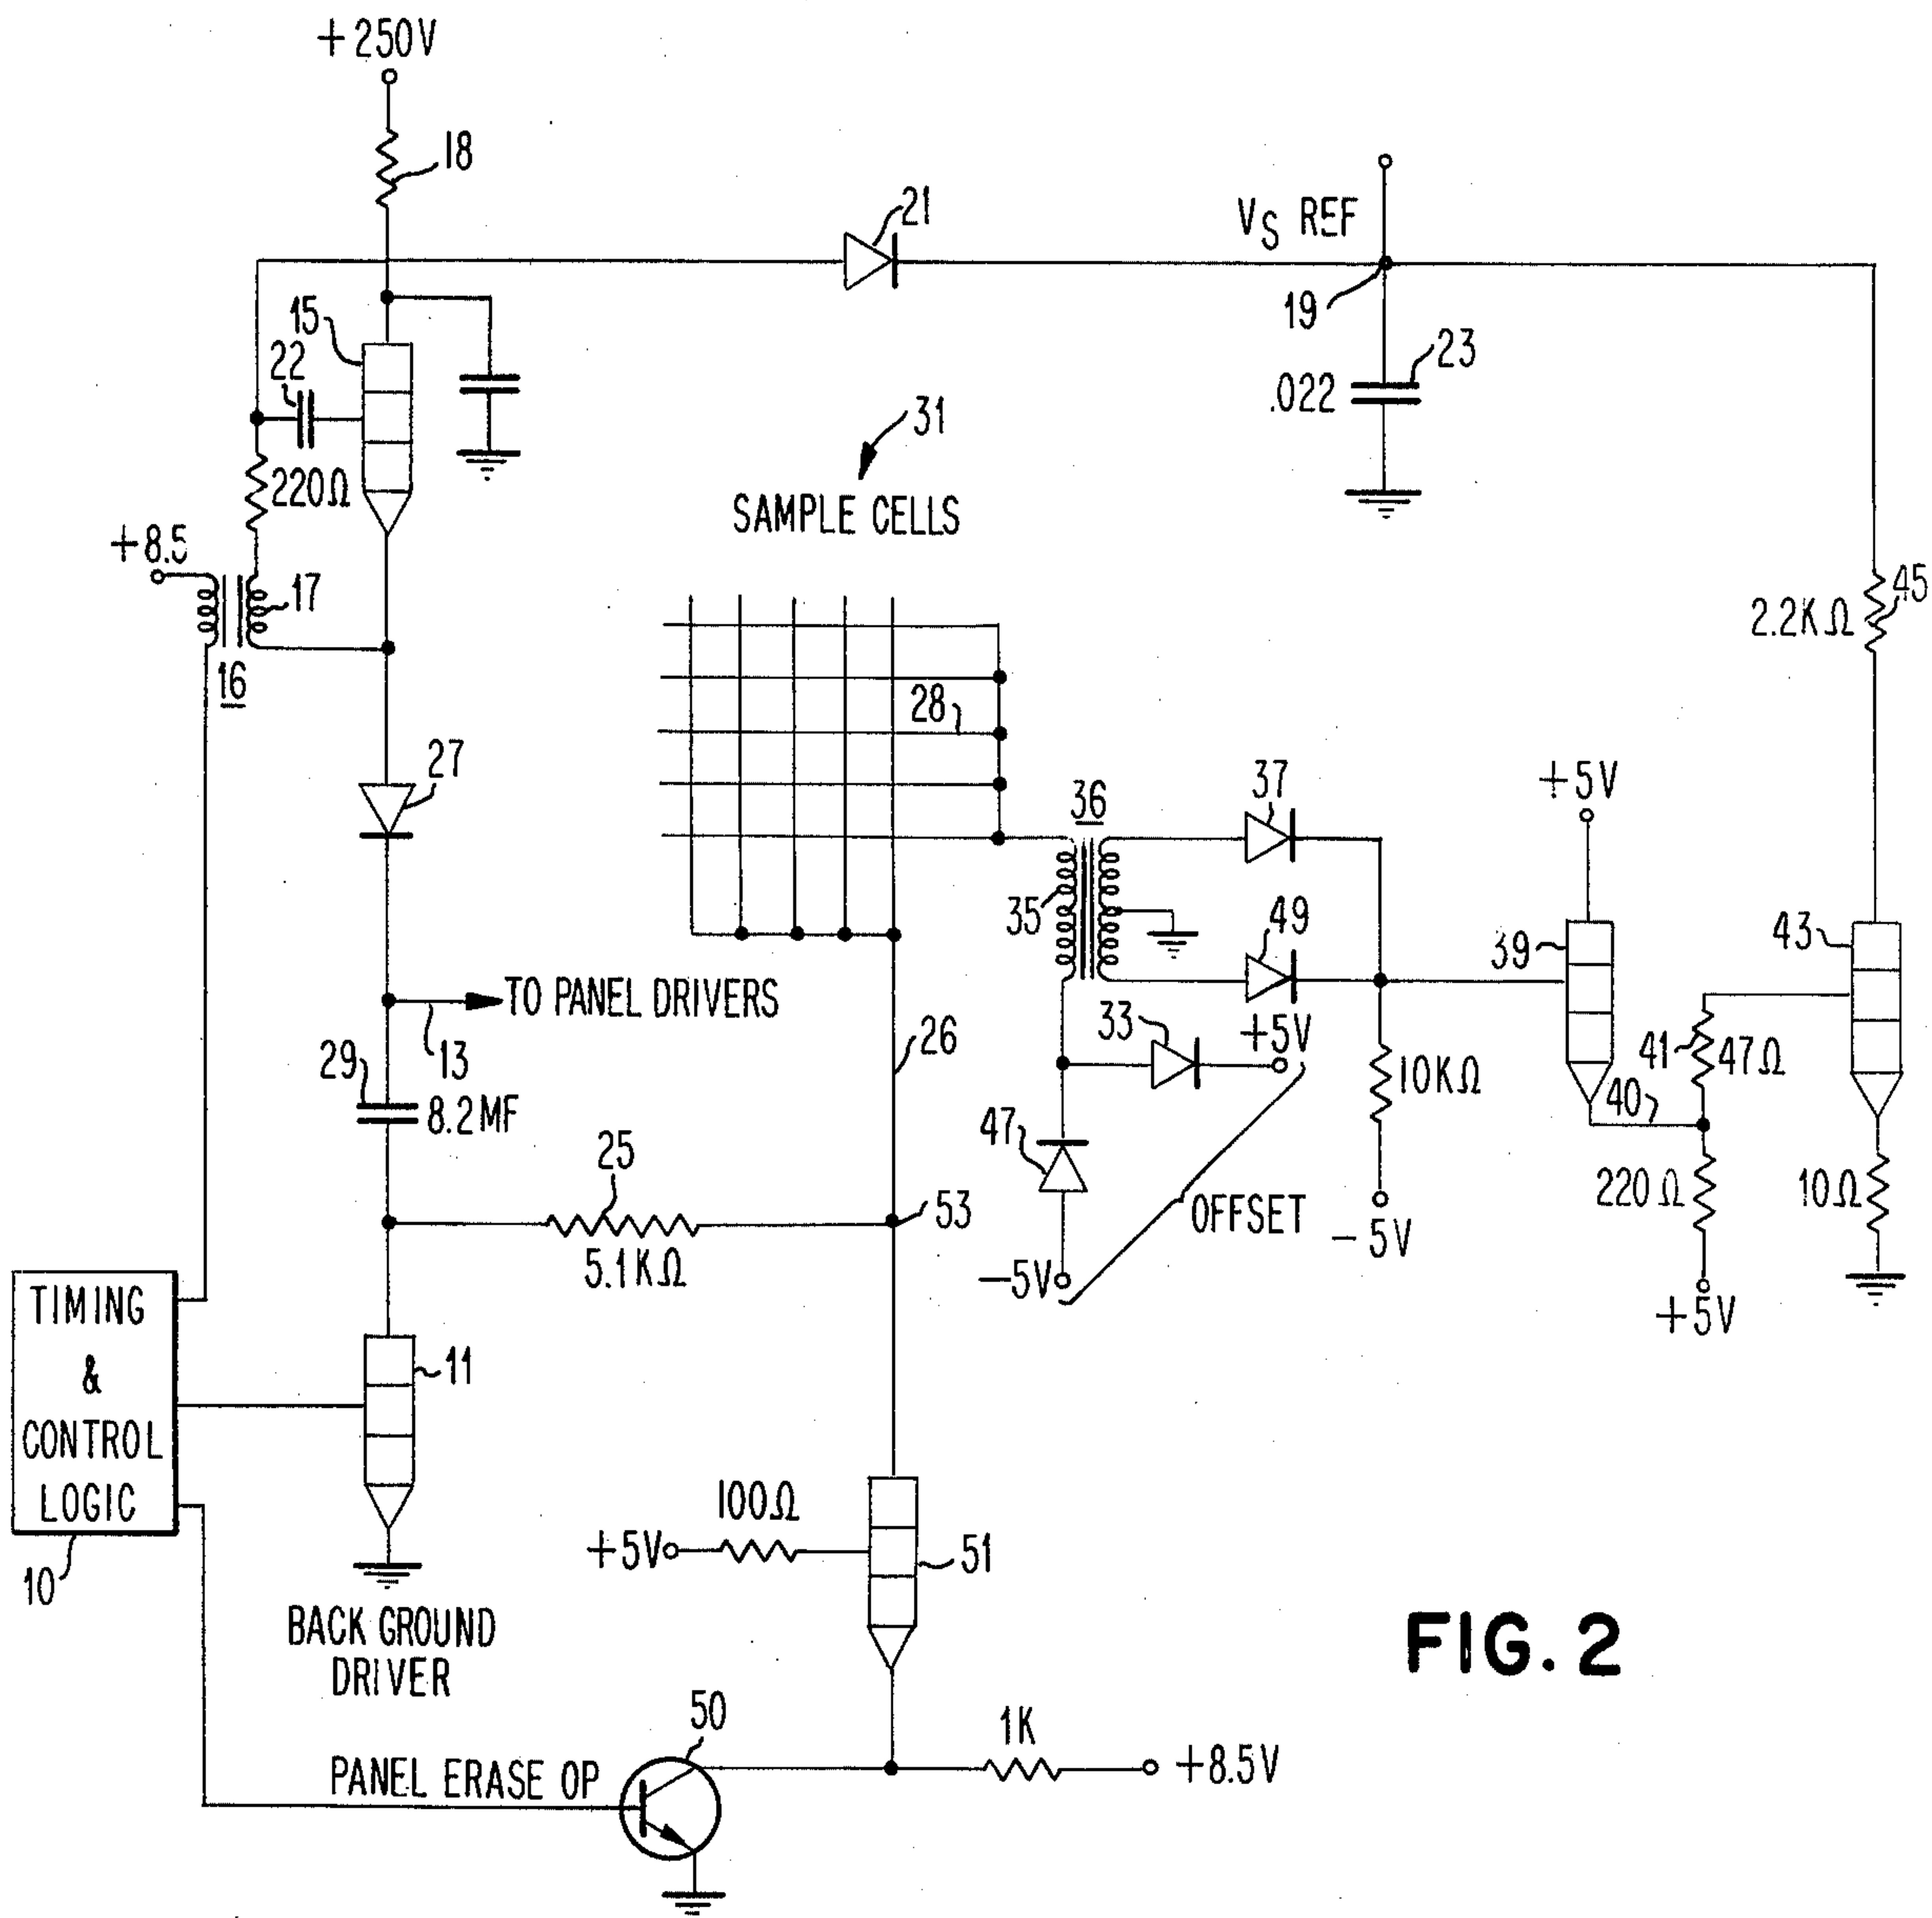 +250V
18
21
VS REF
19
15
22
23
.022
31
220Ω
SAMPLE CELLS
+8.5
17
16
45
2.2KΩ
28
27
36
37
+5V
35
49
39
43
TO PANEL DRIVERS
13
33
+5V
26
29
8.2MF
41
47Ω
10KΩ
40
47
25
5.1KΩ
53
OFFSET
220Ω
10Ω
-5V
-5V
+5V
TIMING
&
CONTROL
LOGIC
10
11
100Ω
+5V
51
BACK GROUND
DRIVER
FIG. 2
50
1K
PANEL ERASE OP
+8.5V